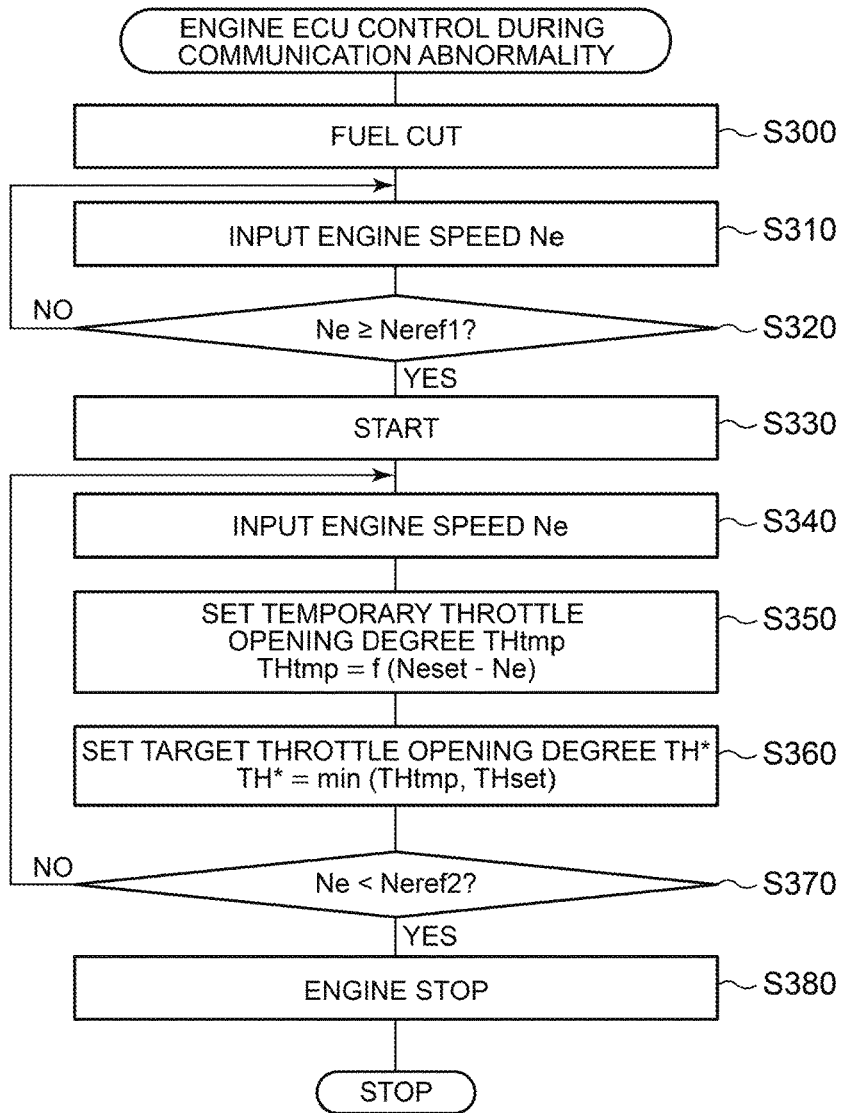 ENGINE ECU CONTROL DURING
COMMUNICATION ABNORMALITY
FUEL CUT
S300
INPUT ENGINE SPEED Ne
S310
NO
Ne ≥ Neref1?
S320
YES
START
S330
INPUT ENGINE SPEED Ne
S340
SET TEMPORARY THROTTLE
OPENING DEGREE THtmp
THtmp = f (Neset - Ne)
S350
SET TARGET THROTTLE OPENING DEGREE TH*
TH* = min (THtmp, THset)
S360
NO
Ne < Neref2?
S370
YES
ENGINE STOP
S380
STOP